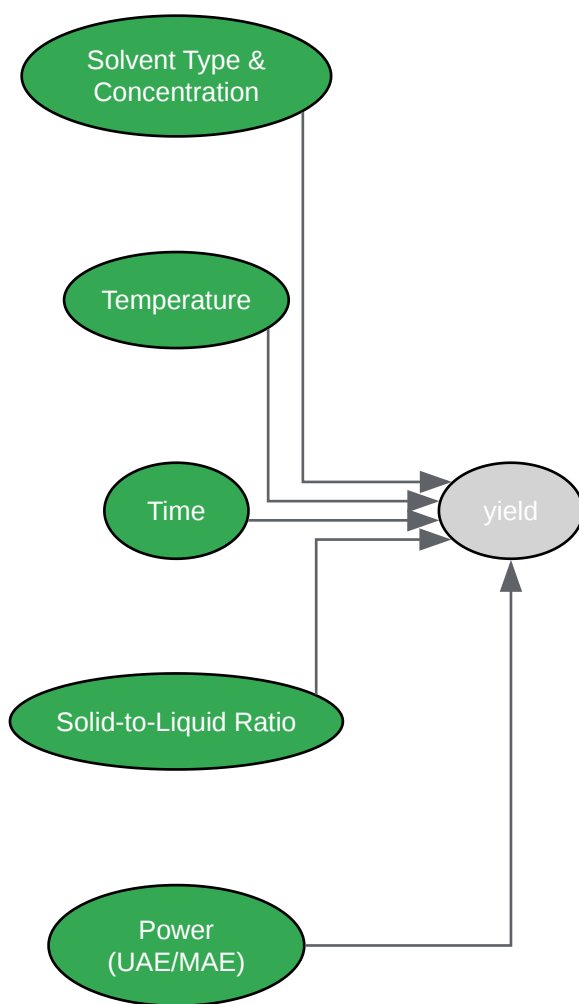 Solvent Type &
Concentration
Temperature
Time
yield
Solid-to-Liquid Ratio
Power
(UAE/MAE)